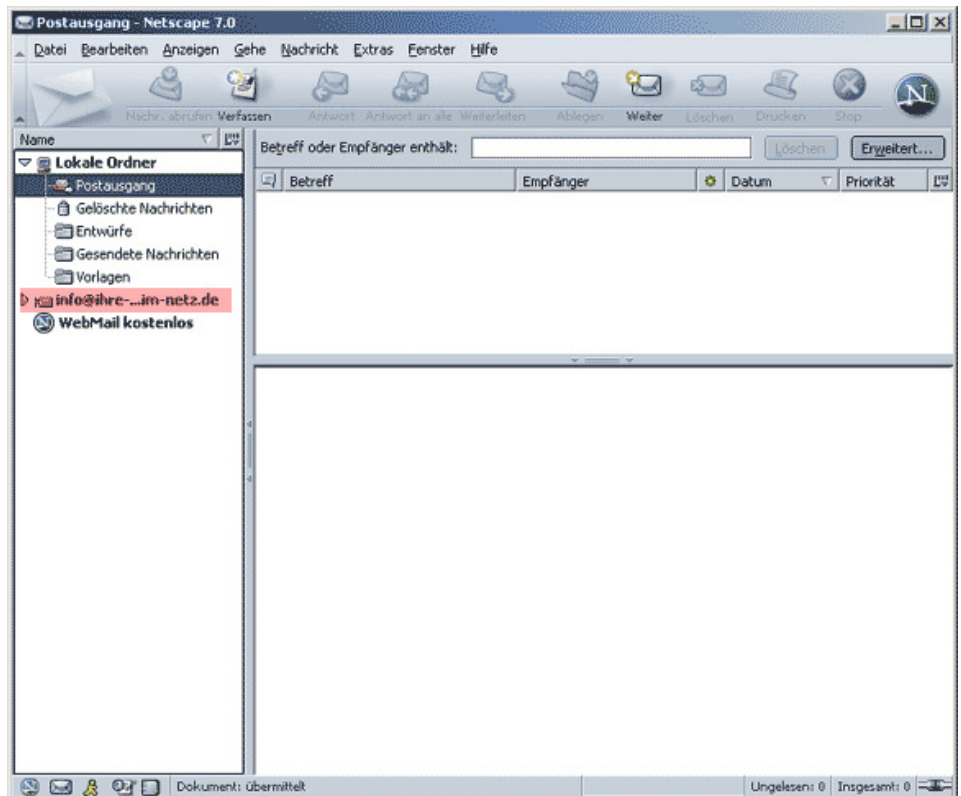 Postausgang - Netscape 7.0
Datei Bearbeiten Anzeigen Gehe Nachricht Extras Fenster Hilfe
Nachr. abrufen Verfassen Antwort Antwort an alle Weiterleiten Ablegen Weiter Löschen Drucken Stop
N
Name
Betreff oder Empfänger enthält: Löschen Erweitert...
Betreff Empfänger Datum Priorität
Lokale Ordner
Postausgang
Gelöschte Nachrichten
Entwürfe
Gesendete Nachrichten
Vorlagen
info@ihre-...im-netz.de
WebMail kostenlos
Dokument: übermittelt Ungelesen: 0 Insgesamt: 0